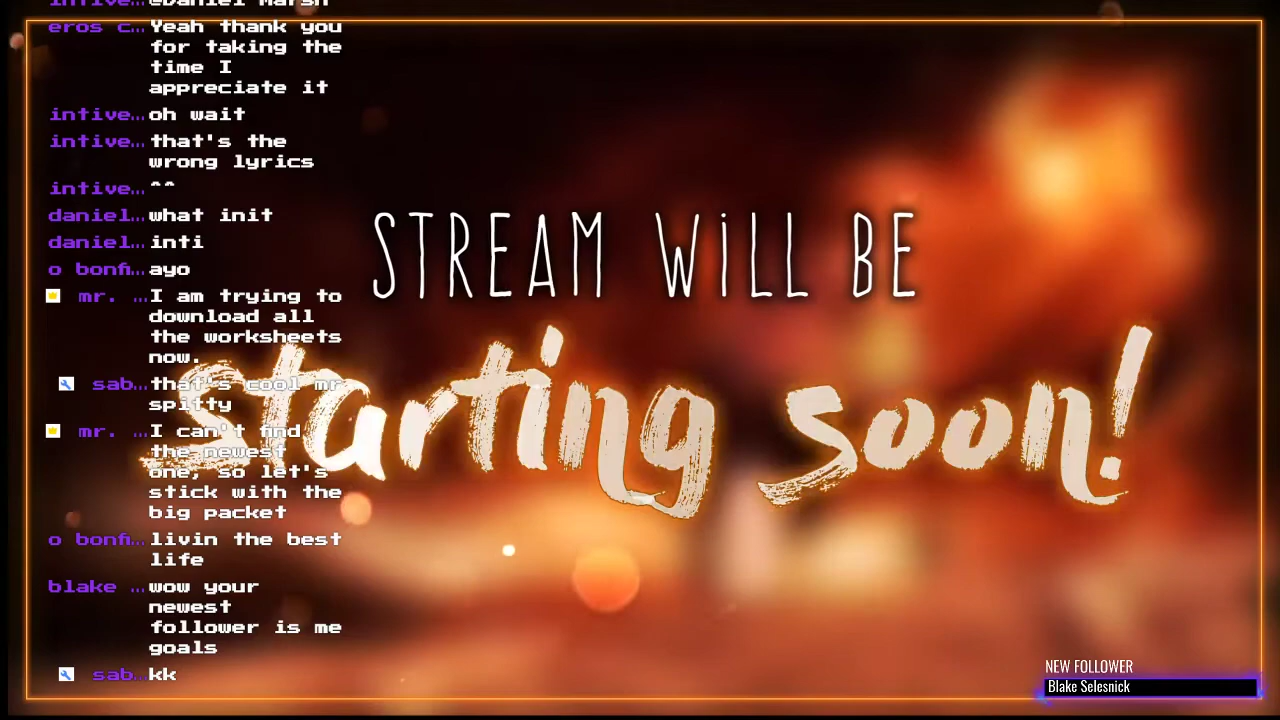 intive… @Daniel Marsh
eros c… Yeah thank you
for taking the
time I
appreciate it
intive… oh wait
intive… that's the
wrong lyrics
intive… ^^
daniel… what init
daniel… inti
o bonfi… ayo
mr. … I am trying to
download all
the worksheets
now.
sab… that's cool mr
spitty
mr. … I can't find
the newest
one, so let's
stick with the
big packet
o bonfi… livin the best
life
blake … wow your
newest
follower is me
goals
sab… kk
STREAM WILL BE
Starting soon!
NEW FOLLOWER
Blake Selesnick